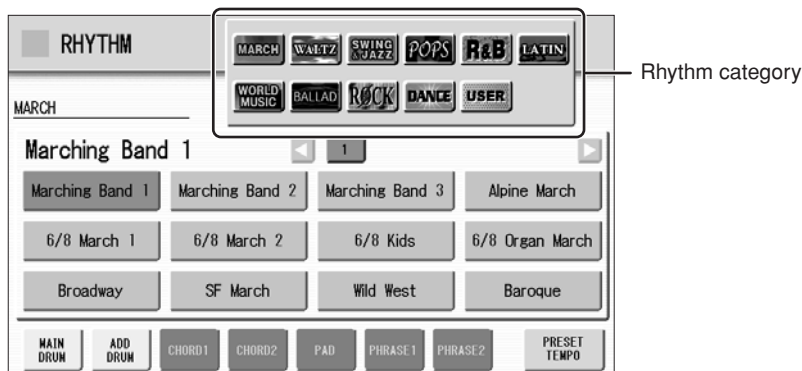 RHYTHM
MARCH WALTZ SWING & JAZZ POPS R&B LATIN
WORLD MUSIC BALLAD ROCK DANCE USER
Rhythm category
MARCH
Marching Band 1 1
Marching Band 1 Marching Band 2 Marching Band 3 Alpine March
6/8 March 1 6/8 March 2 6/8 Kids 6/8 Organ March
Broadway SF March Wild West Baroque
MAIN DRUM ADD DRUM CHORD1 CHORD2 PAD PHRASE1 PHRASE2 PRESET TEMPO